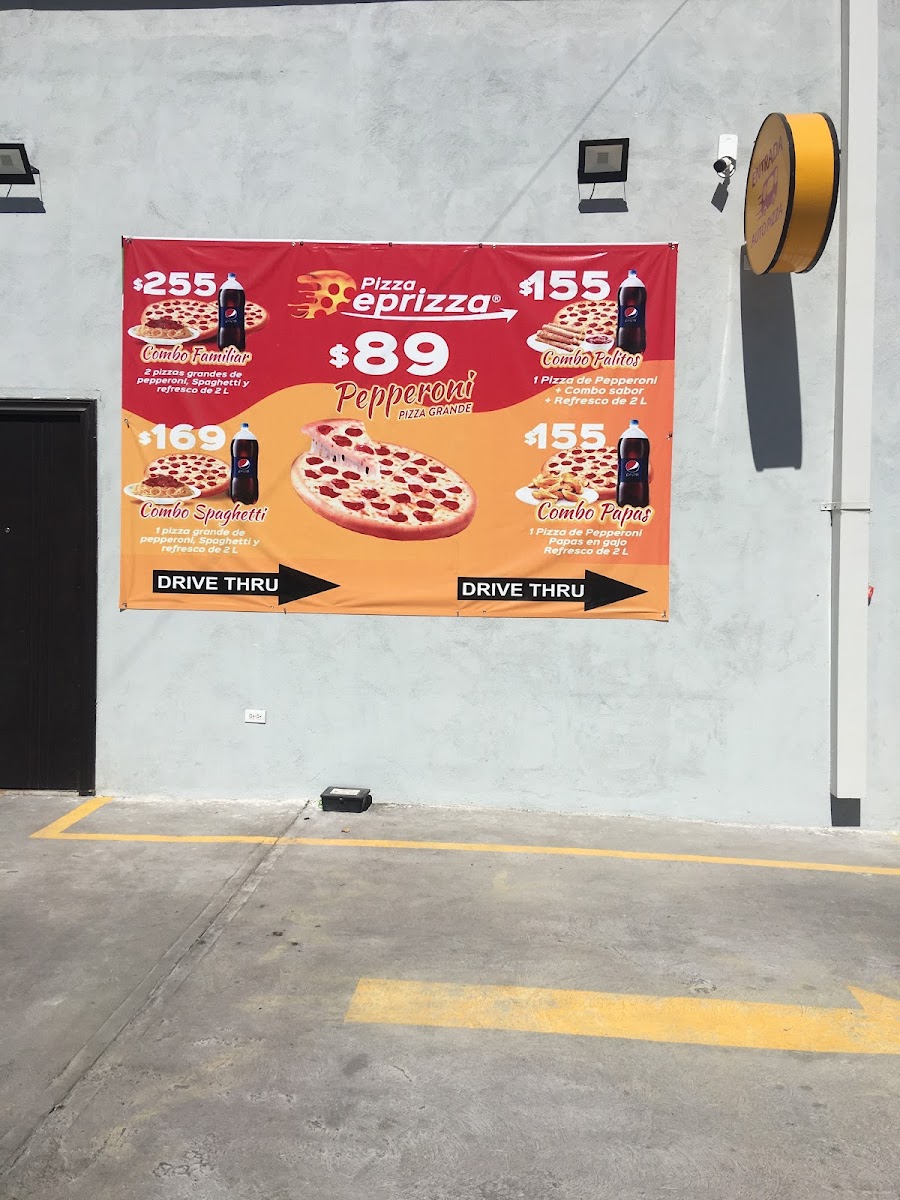 $255
Combo Familiar
2 pizzas grandes de
pepperoni, Spaghetti y
refresco de 2 L
Pizza
eprizza®
$89
Pepperoni
PIZZA GRANDE
$155
Combo Palitos
1 Pizza de Pepperoni
+ Combo sabor
+ Refresco de 2 L
$169
Combo Spaghetti
1 pizza grande de
pepperoni, Spaghetti y
refresco de 2 L
$155
Combo Papas
1 Pizza de Pepperoni
Papas en gajo
Refresco de 2 L
DRIVE THRU
DRIVE THRU
ENTRADA
AUTO PIZZA